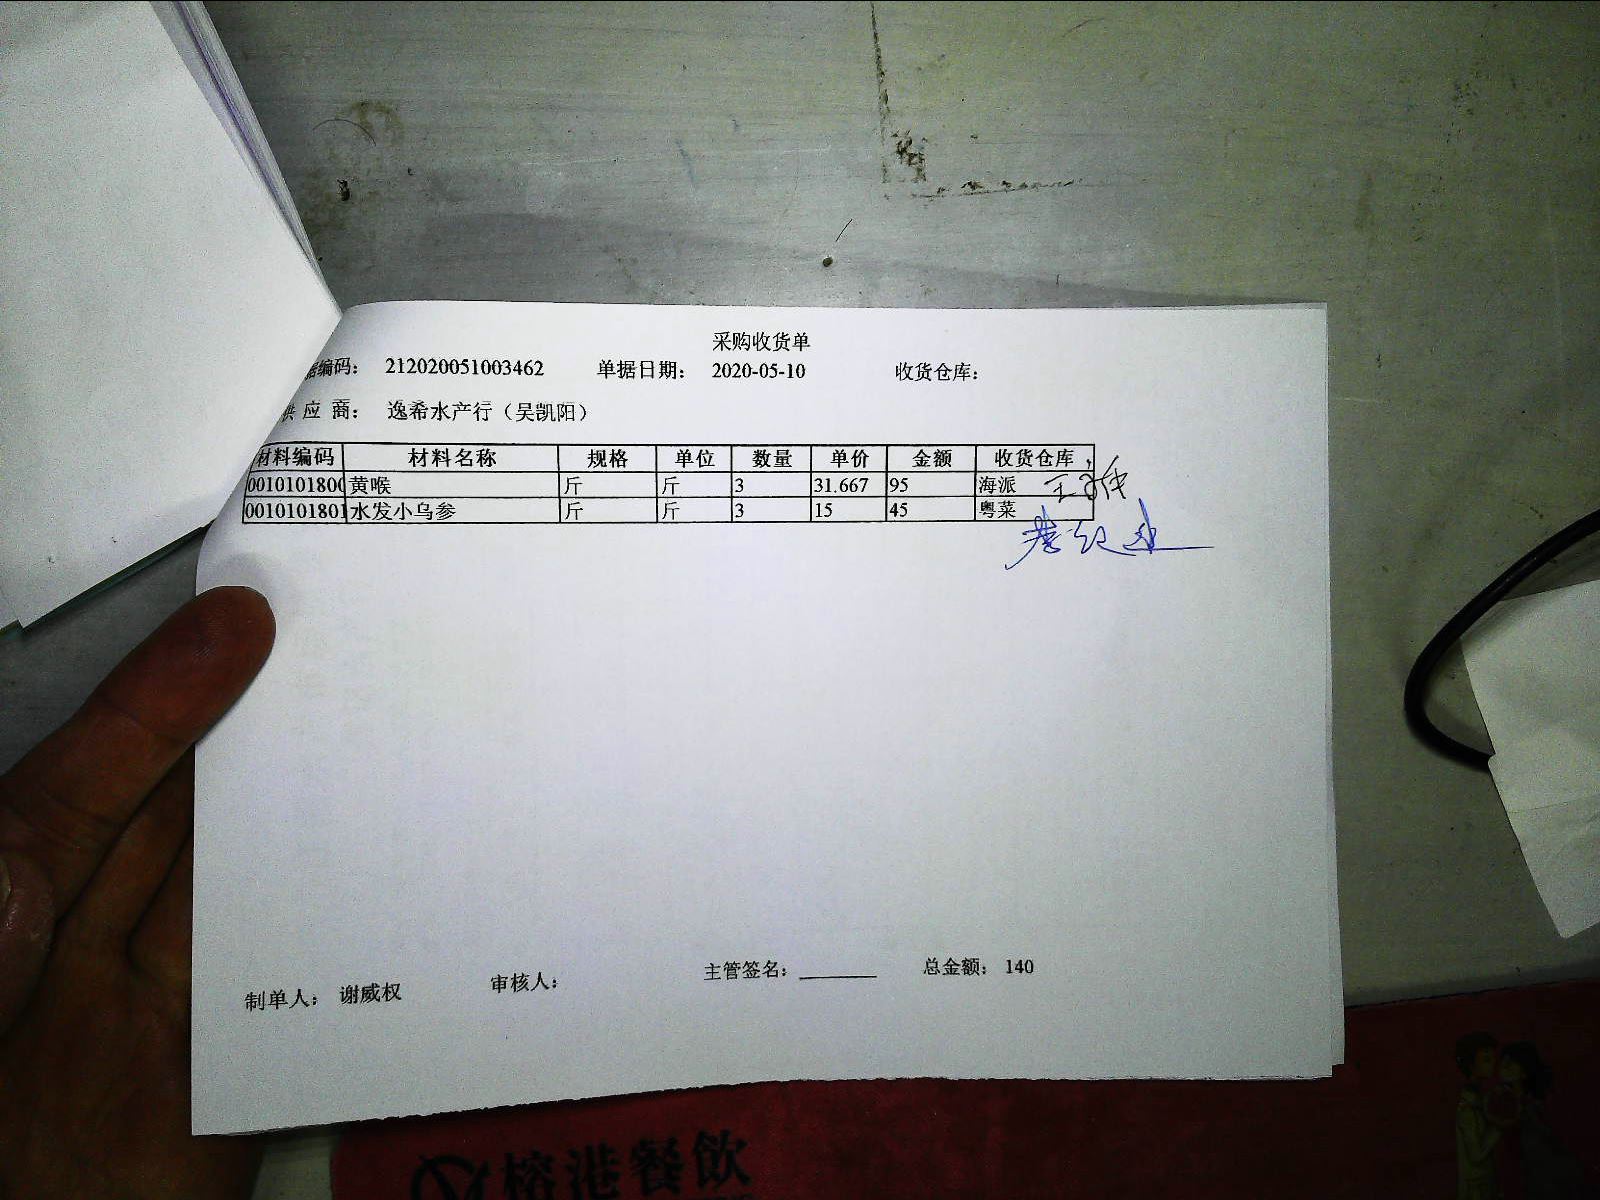 采购收货单
据编码： 212020051003462 单据日期： 2020-05-10 收货仓库：
供 应 商： 逸希水产行（吴凯阳）
材料编码 材料名称 规格 单位 数量 单价 金额 收货仓库
0010101800 黄喉 斤 斤 3 31.667 95 海派
0010101801 水发小乌参 斤 斤 3 15 45 粤菜
制单人： 谢威权 审核人： 主管签名： 总金额： 140
榕港餐飲